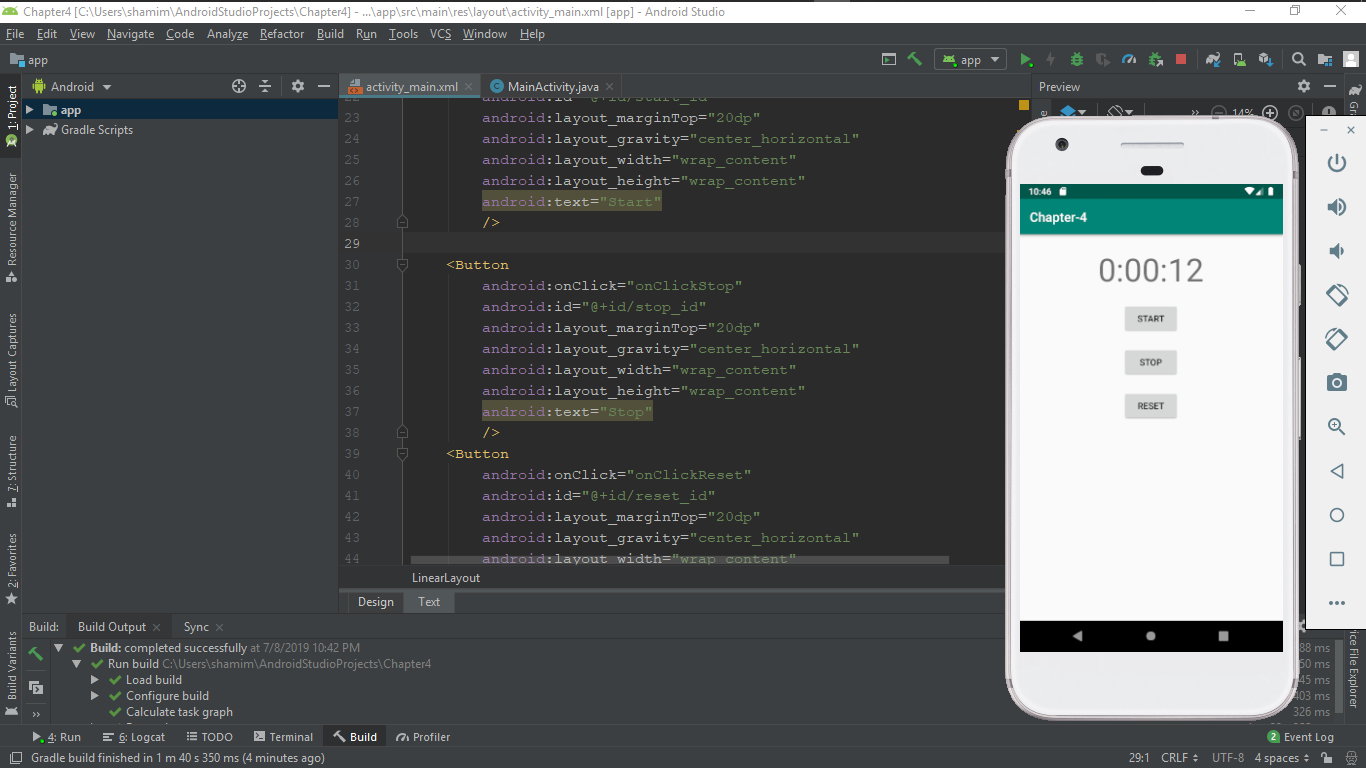 Chapter4 [C:\Users\shamim\AndroidStudioProjects\Chapter4] - ...\app\src\main\res\layout\activity_main.xml [app] - Android Studio
File Edit View Navigate Code Analyze Refactor Build Run Tools VCS Window Help
app
app
Android
activity_main.xml
MainActivity.java
Preview
14%
1: Project
Resource Manager
Layout Captures
7: Structure
2: Favorites
Build Variants
app
Gradle Scripts
22 android:id="@+id/start_id"
23 android:layout_marginTop="20dp"
24 android:layout_gravity="center_horizontal"
25 android:layout_width="wrap_content"
26 android:layout_height="wrap_content"
27 android:text="Start"
28 />
29
30 <Button
31 android:onClick="onClickStop"
32 android:id="@+id/stop_id"
33 android:layout_marginTop="20dp"
34 android:layout_gravity="center_horizontal"
35 android:layout_width="wrap_content"
36 android:layout_height="wrap_content"
37 android:text="Stop"
38 />
39 <Button
40 android:onClick="onClickReset"
41 android:id="@+id/reset_id"
42 android:layout_marginTop="20dp"
43 android:layout_gravity="center_horizontal"
44 android:layout_width="wrap_content"
LinearLayout
Design Text
10:46
Chapter-4
0:00:12
START
STOP
RESET
Build: Build Output Sync
Build: completed successfully at 7/8/2019 10:42 PM
Run build C:\Users\shamim\AndroidStudioProjects\Chapter4
Load build
Configure build
Calculate task graph
88 ms
50 ms
45 ms
403 ms
326 ms
ice File Explorer
4: Run 6: Logcat TODO Terminal Build Profiler
2 Event Log
Gradle build finished in 1 m 40 s 350 ms (4 minutes ago)
29:1 CRLF UTF-8 4 spaces